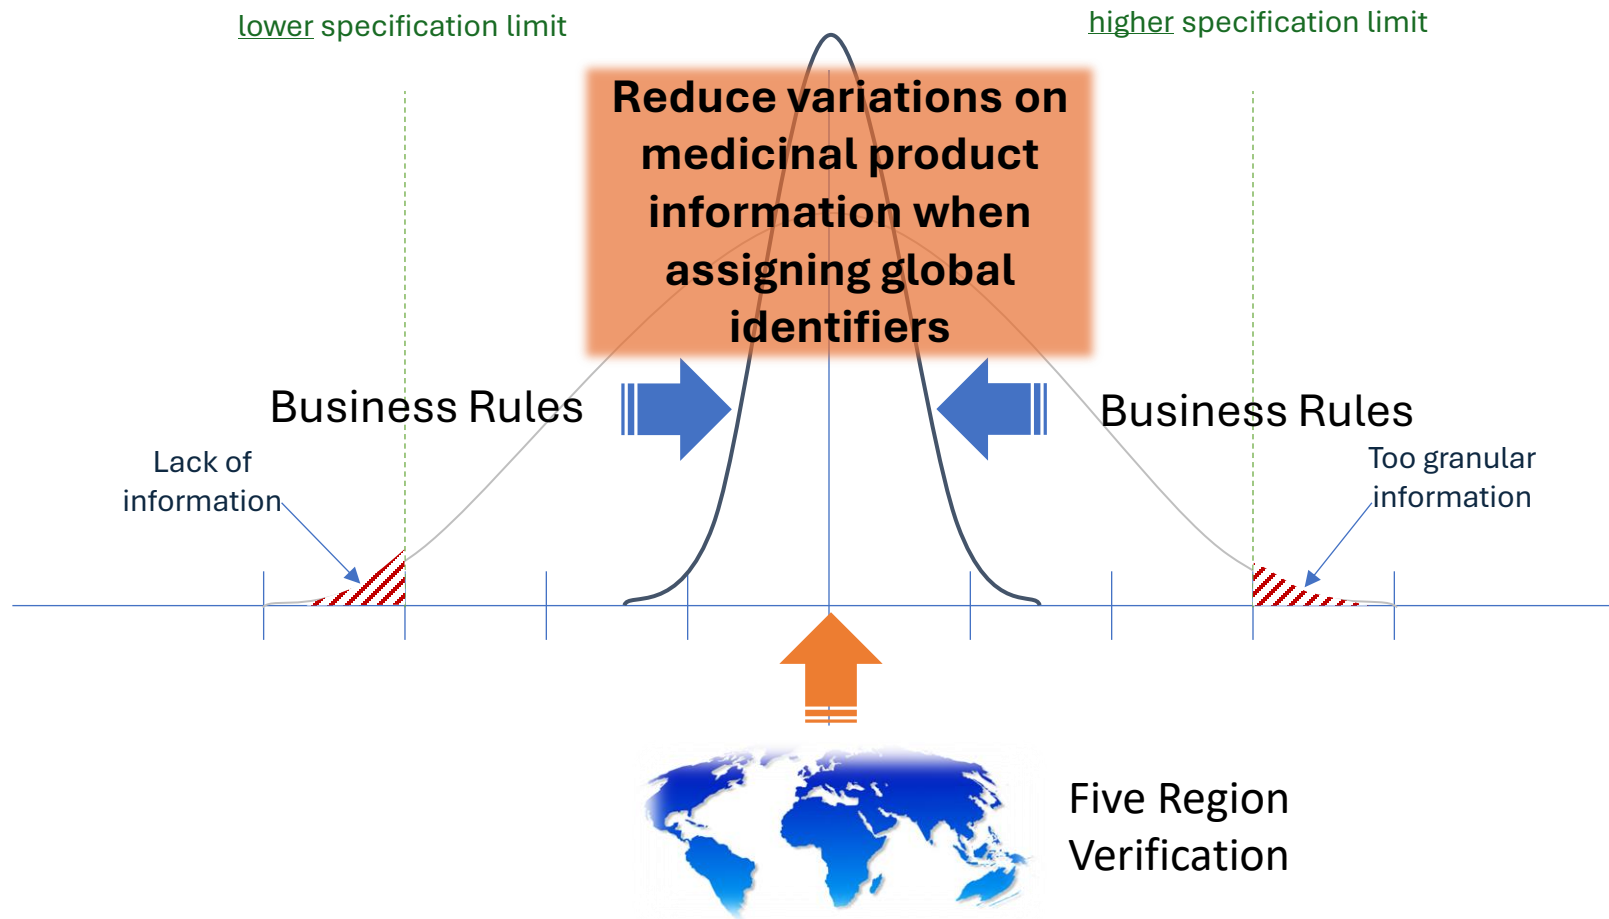 lower specification limit
higher specification limit
Reduce variations on
medicinal product
information when
assigning global
identifiers
Business Rules
Business Rules
Lack of
information
Too granular
information
Five Region
Verification